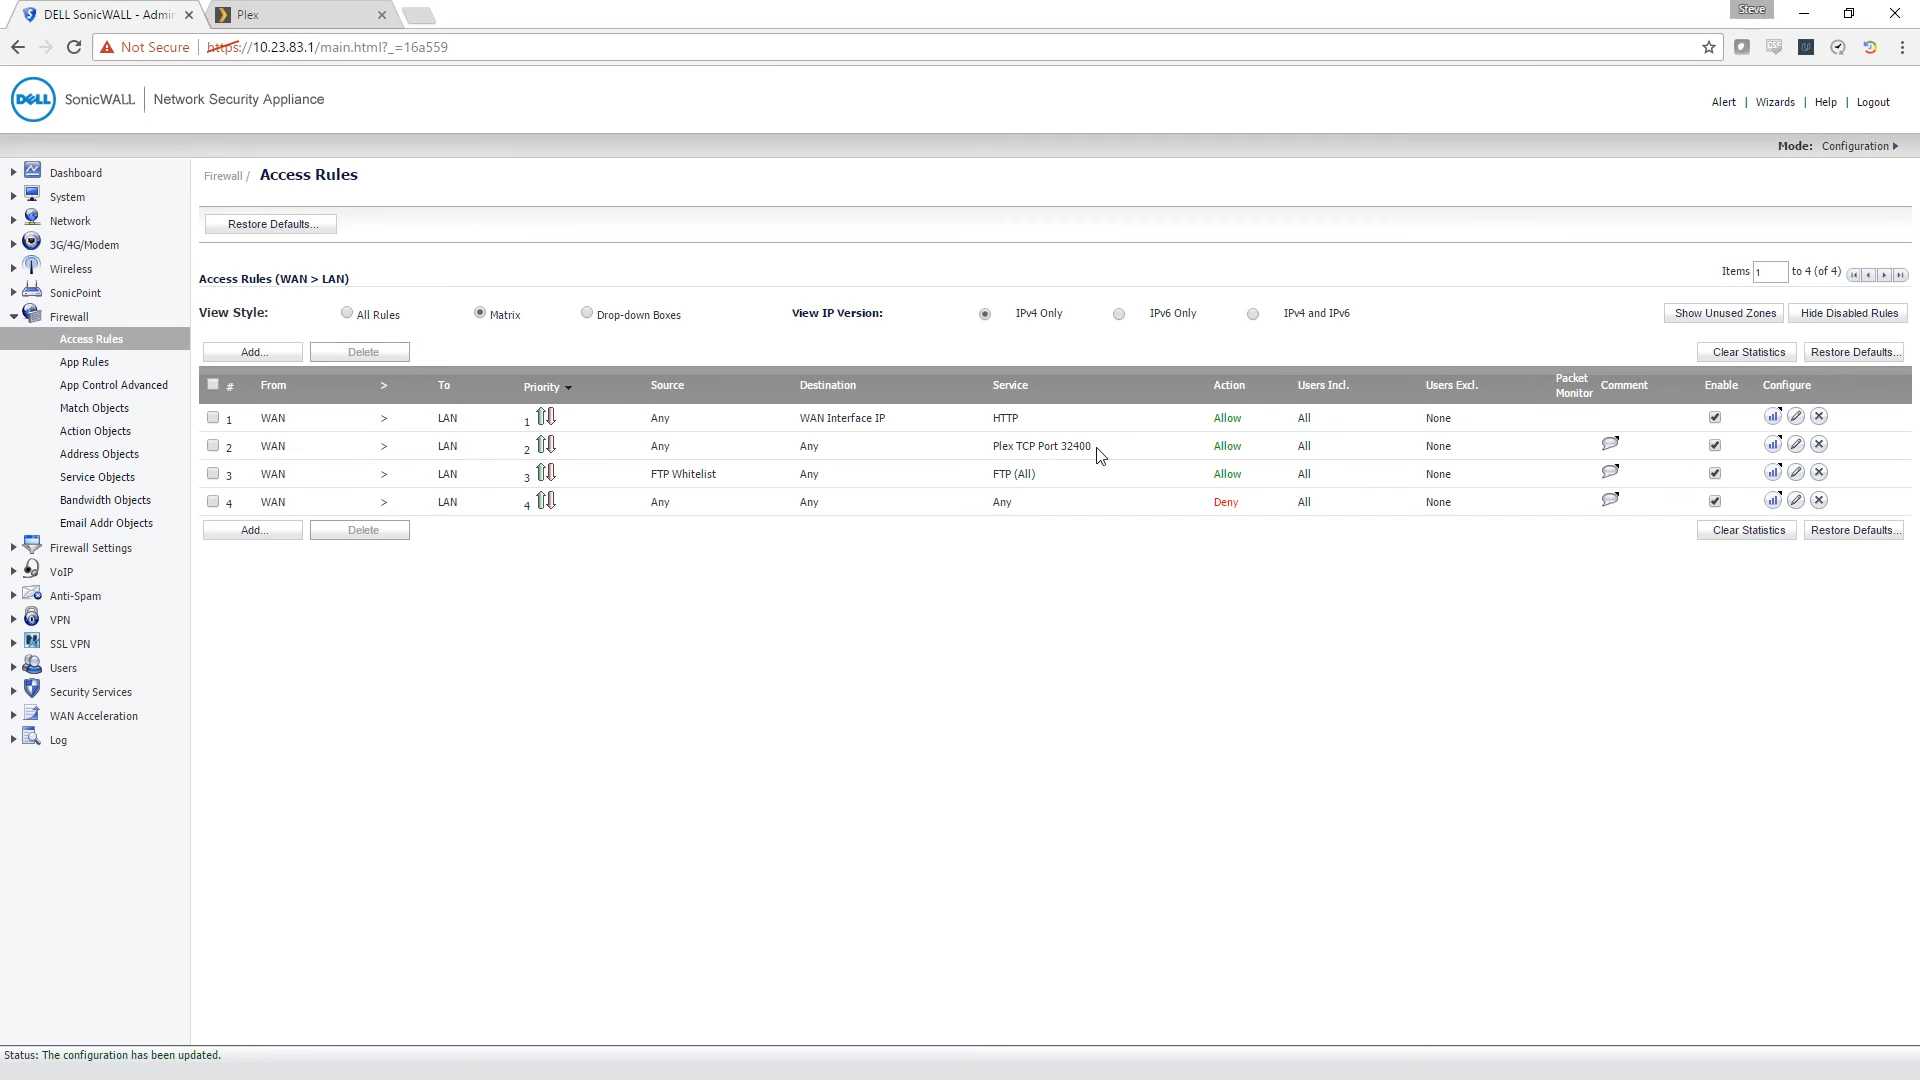 DELL SonicWALL - Admin
Plex
Steve
Not Secure https://10.23.83.1/main.html?_=16a559
DELL SonicWALL Network Security Appliance
Alert | Wizards | Help | Logout
Mode: Configuration
Dashboard
System
Network
3G/4G/Modem
Wireless
SonicPoint
Firewall
Access Rules
App Rules
App Control Advanced
Match Objects
Action Objects
Address Objects
Service Objects
Bandwidth Objects
Email Addr Objects
Firewall Settings
VoIP
Anti-Spam
VPN
SSL VPN
Users
Security Services
WAN Acceleration
Log
Firewall / Access Rules
Restore Defaults...
Access Rules (WAN > LAN)
Items 1 to 4 (of 4)
View Style: All Rules Matrix Drop-down Boxes View IP Version: IPv4 Only IPv6 Only IPv4 and IPv6 Show Unused Zones Hide Disabled Rules
Add... Delete Clear Statistics Restore Defaults...
# From > To Priority Source Destination Service Action Users Incl. Users Excl. Packet Monitor Comment Enable Configure
1 WAN > LAN 1 Any WAN Interface IP HTTP Allow All None
2 WAN > LAN 2 Any Any Plex TCP Port 32400 Allow All None
3 WAN > LAN 3 FTP Whitelist Any FTP (All) Allow All None
4 WAN > LAN 4 Any Any Any Deny All None
Add... Delete Clear Statistics Restore Defaults...
Status: The configuration has been updated.